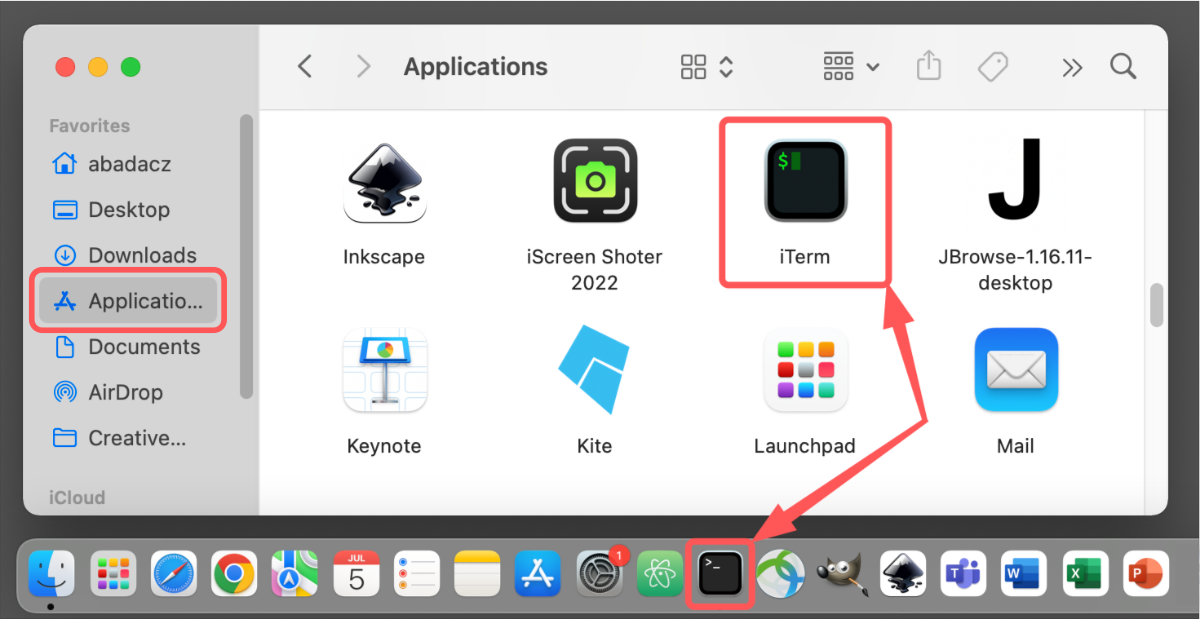 Applications
Favorites
abadacz
Desktop
Downloads
Applicatio...
Documents
AirDrop
Creative...
iCloud
$
Inkscape
iScreen Shoter
2022
iTerm
JBrowse-1.16.11-
desktop
Keynote
Kite
Launchpad
Mail
JUL
5
1
>_
T
W
X
P